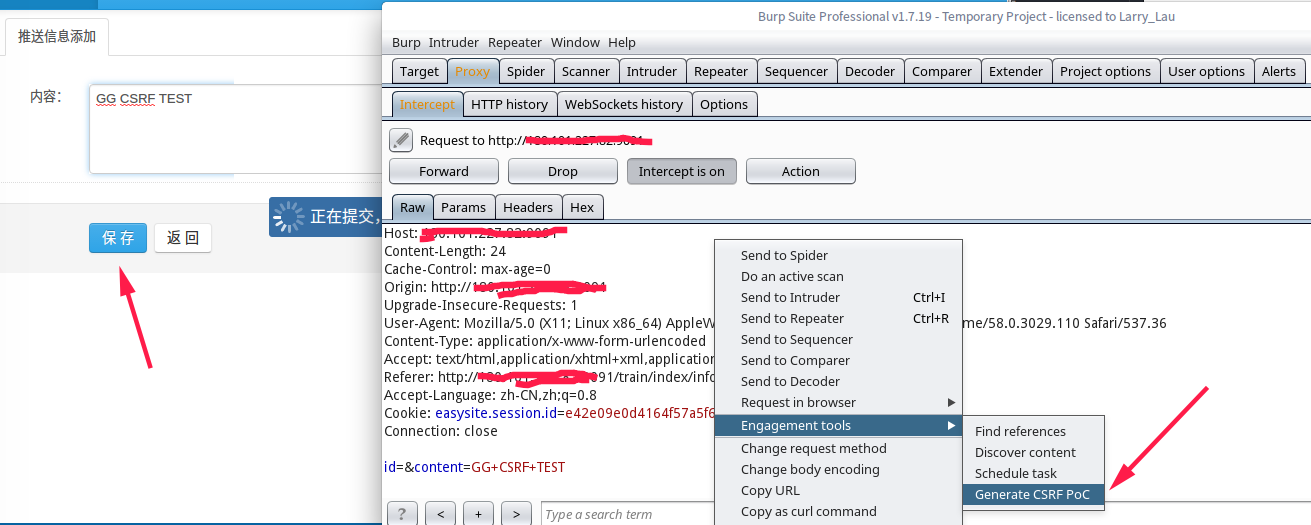 推送信息添加
内容:
GG CSRF TEST
正在提交,
保 存
返 回
Burp Suite Professional v1.7.19 - Temporary Project - licensed to Larry_Lau
Burp Intruder Repeater Window Help
Target Proxy Spider Scanner Intruder Repeater Sequencer Decoder Comparer Extender Project options User options Alerts
Intercept HTTP history WebSockets history Options
Request to http://
Forward Drop Intercept is on Action
Raw Params Headers Hex
Host:
Content-Length: 24
Cache-Control: max-age=0
Origin: http://
Upgrade-Insecure-Requests: 1
User-Agent: Mozilla/5.0 (X11; Linux x86_64) AppleW me/58.0.3029.110 Safari/537.36
Content-Type: application/x-www-form-urlencoded
Accept: text/html,application/xhtml+xml,application
Referer: http:// 091/train/index/info
Accept-Language: zh-CN,zh;q=0.8
Cookie: easysite.session.id=e42e09e0d4164f57a5f6
Connection: close
id=&content=GG+CSRF+TEST
Send to Spider
Do an active scan
Send to Intruder Ctrl+I
Send to Repeater Ctrl+R
Send to Sequencer
Send to Comparer
Send to Decoder
Request in browser
Engagement tools
Change request method
Change body encoding
Copy URL
Copy as curl command
Find references
Discover content
Schedule task
Generate CSRF PoC
? < + > Type a search term